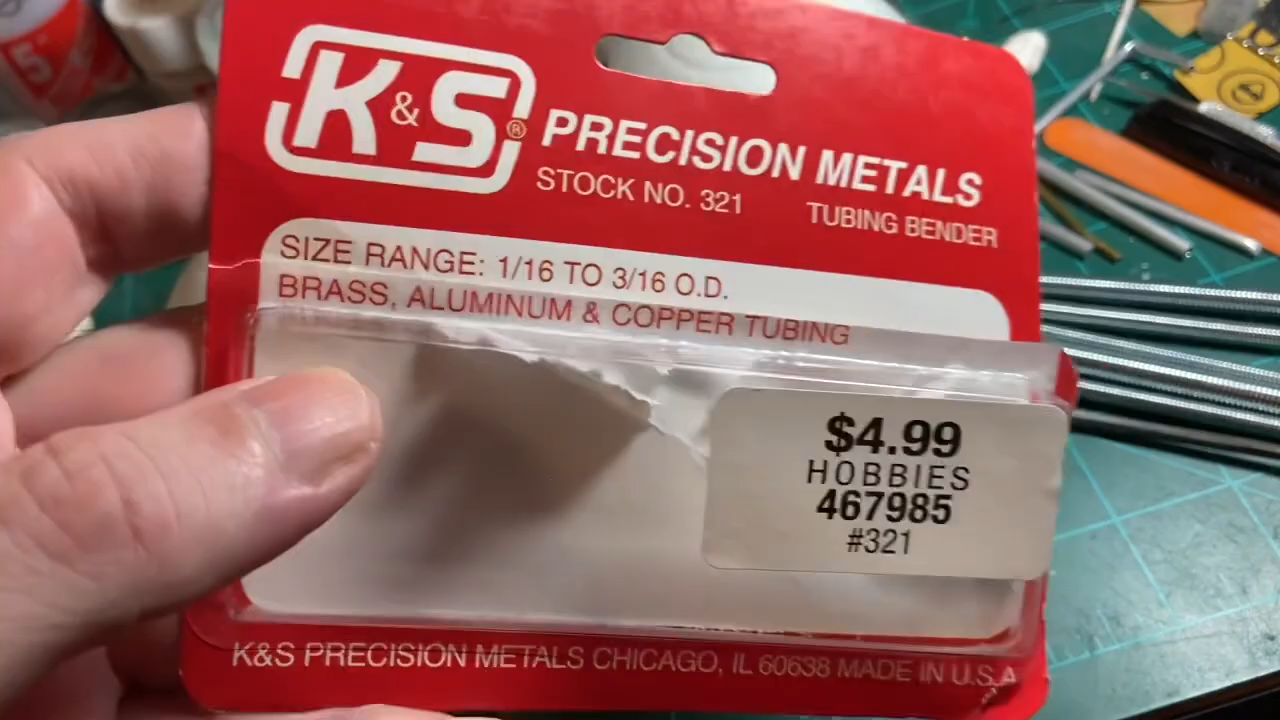 K&S®
PRECISION METALS
STOCK NO. 321
TUBING BENDER
SIZE RANGE: 1/16 TO 3/16 O.D.
BRASS, ALUMINUM & COPPER TUBING
$4.99
HOBBIES
467985
#321
K&S PRECISION METALS CHICAGO, IL 60638 MADE IN U.S.A
5